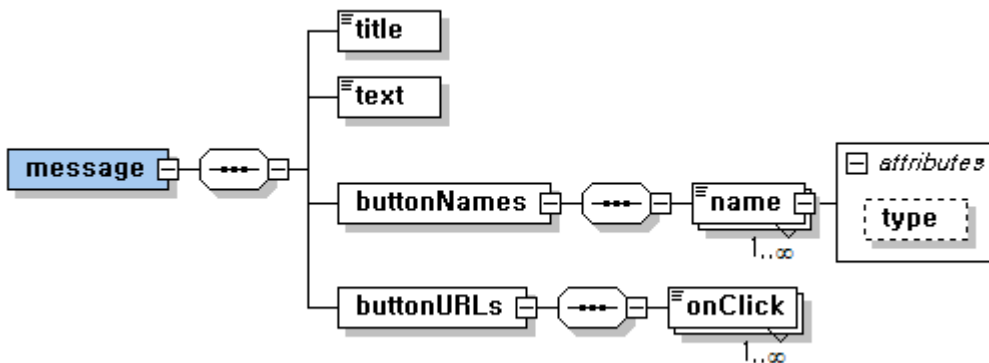 title
text
message
attributes
buttonNames
name
type
1..∞
buttonURLs
onClick
1..∞